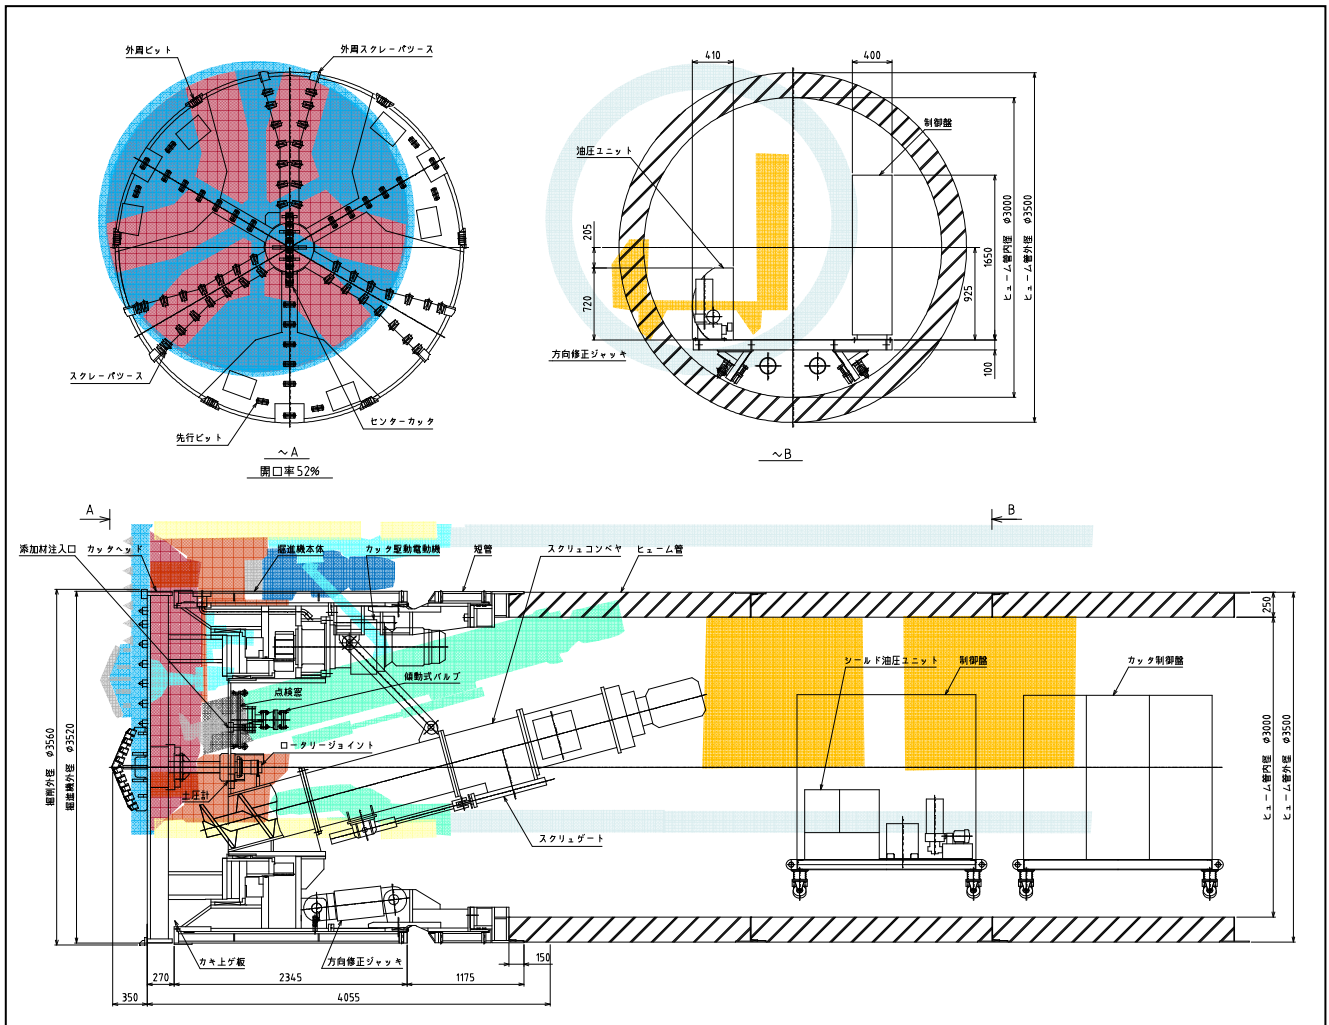 外周ビット
外周スクレーパツース
スクレーパツース
先行ビット
センターカッタ
～A
開口率52%
410
400
制御盤
油圧ユニット
205
720
方向修正ジャッキ
925
1650
100
ヒューム管内径 φ3000
ヒューム管外径 φ3500
～B
A
B
添加材注入口
カッタヘッド
掘進機本体
カッタ駆動電動機
短管
スクリュコンベヤ
ヒューム管
250
点検窓
傾動式バルブ
シールド油圧ユニット
制御盤
カッタ制御盤
ロータリージョイント
土圧計
スクリュゲート
掘削外径 φ3560
掘進機外径 φ3520
ヒューム管内径 φ3000
ヒューム管外径 φ3500
カキ上ゲ板
方向修正ジャッキ
150
270
2345
1175
350
4055